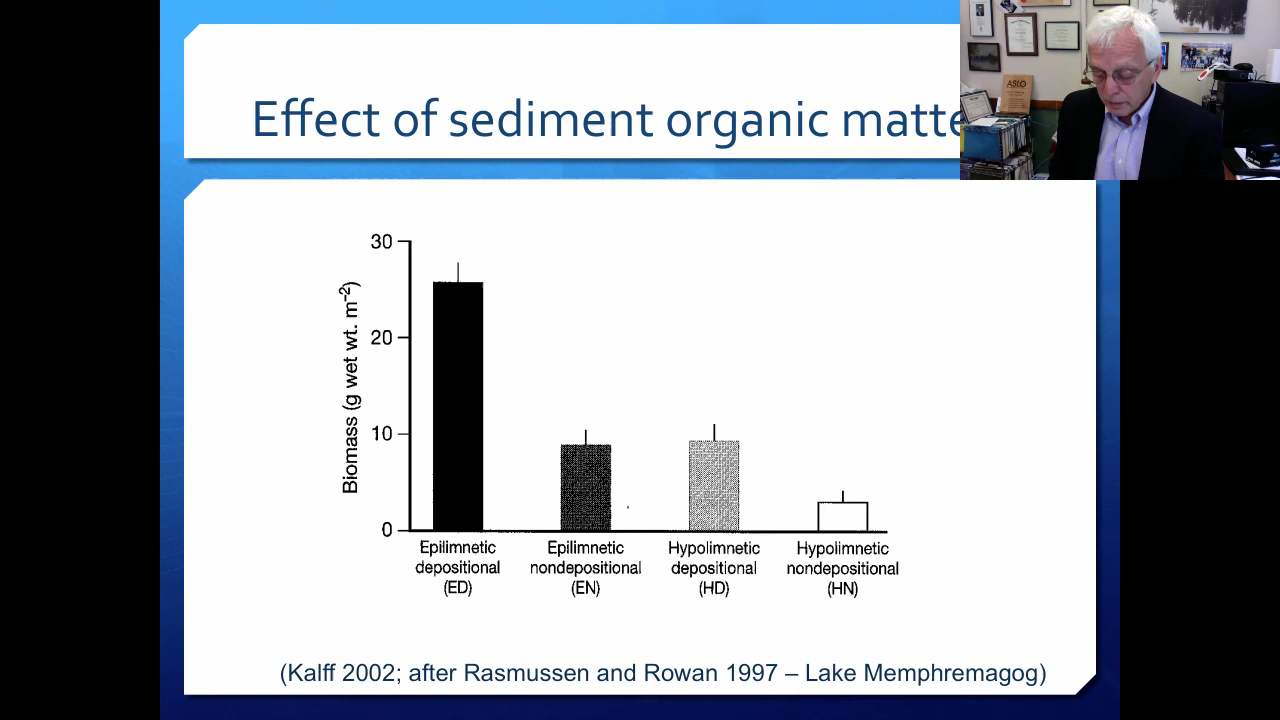 Effect of sediment organic matte
ASLO
30
20
10
0
Biomass (g wet wt. m⁻²)
Epilimnetic
depositional
(ED)
Epilimnetic
nondepositional
(EN)
Hypolimnetic
depositional
(HD)
Hypolimnetic
nondepositional
(HN)
(Kalff 2002; after Rasmussen and Rowan 1997 – Lake Memphremagog)